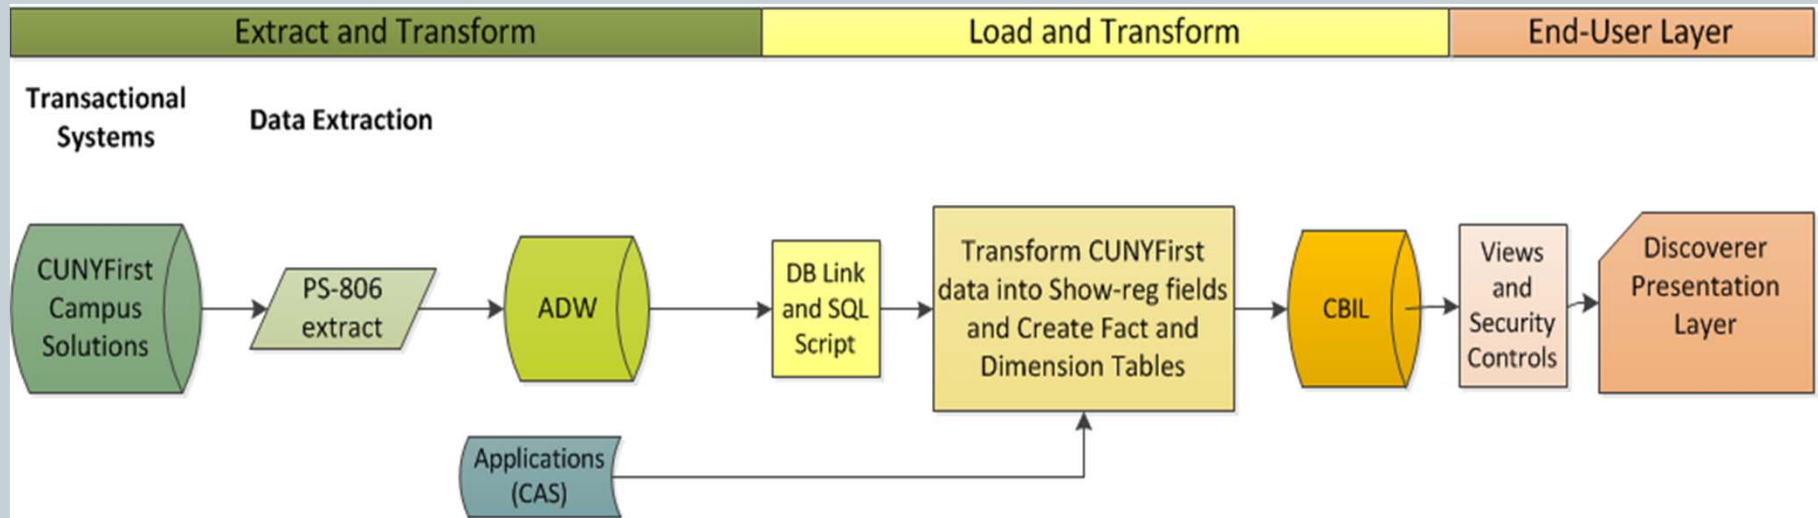 Extract and Transform
Load and Transform
End-User Layer
Transactional
Systems
Data Extraction
CUNYFirst
Campus
Solutions
PS-806
extract
ADW
DB Link
and SQL
Script
Transform CUNYFirst
data into Show-reg fields
and Create Fact and
Dimension Tables
CBIL
Views
and
Security
Controls
Discoverer
Presentation
Layer
Applications
(CAS)